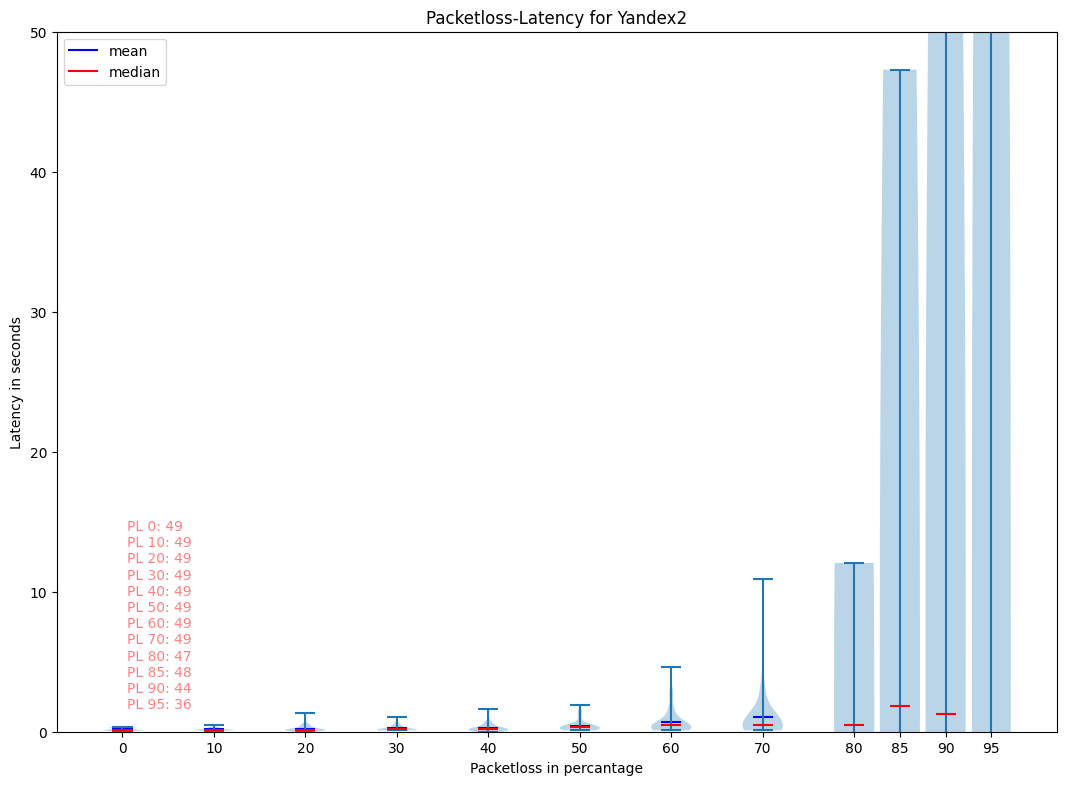 Packetloss-Latency for Yandex2
50
mean
median
40
30
Latency in seconds
20
PL 0: 49
PL 10: 49
PL 20: 49
PL 30: 49
10
PL 40: 49
PL 50: 49
PL 60: 49
PL 70: 49
PL 80: 47
PL 85: 48
PL 90: 44
PL 95: 36
0
0 10 20 30 40 50 60 70 80 85 90 95
Packetloss in percantage